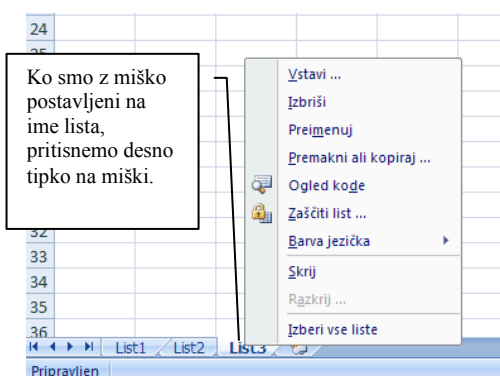 24
25
Ko smo z miško
postavljeni na
ime lista,
pritisnemo desno
tipko na miški.
Vstavi ...
Izbriši
Preimenuj
Premakni ali kopiraj ...
Ogled kode
Zaščiti list ...
Barva jezička
Skrij
Razkrij ...
Izberi vse liste
32
33
34
35
36
List1 List2 List3
Pripravljen